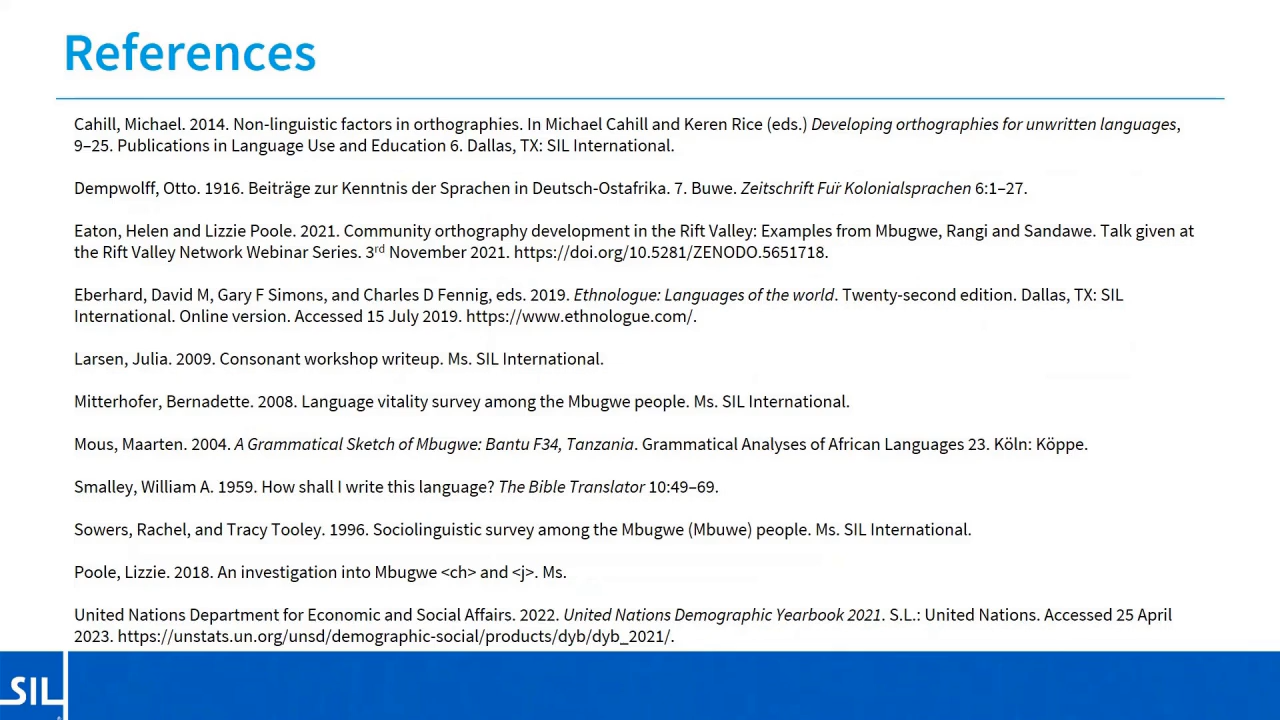 References
Cahill, Michael. 2014. Non-linguistic factors in orthographies. In Michael Cahill and Keren Rice (eds.) Developing orthographies for unwritten languages,
9–25. Publications in Language Use and Education 6. Dallas, TX: SIL International.
Dempwolff, Otto. 1916. Beiträge zur Kenntnis der Sprachen in Deutsch-Ostafrika. 7. Buwe. Zeitschrift Fur̈ Kolonialsprachen 6:1–27.
Eaton, Helen and Lizzie Poole. 2021. Community orthography development in the Rift Valley: Examples from Mbugwe, Rangi and Sandawe. Talk given at
the Rift Valley Network Webinar Series. 3rd November 2021. https://doi.org/10.5281/ZENODO.5651718.
Eberhard, David M, Gary F Simons, and Charles D Fennig, eds. 2019. Ethnologue: Languages of the world. Twenty-second edition. Dallas, TX: SIL
International. Online version. Accessed 15 July 2019. https://www.ethnologue.com/.
Larsen, Julia. 2009. Consonant workshop writeup. Ms. SIL International.
Mitterhofer, Bernadette. 2008. Language vitality survey among the Mbugwe people. Ms. SIL International.
Mous, Maarten. 2004. A Grammatical Sketch of Mbugwe: Bantu F34, Tanzania. Grammatical Analyses of African Languages 23. Köln: Köppe.
Smalley, William A. 1959. How shall I write this language? The Bible Translator 10:49–69.
Sowers, Rachel, and Tracy Tooley. 1996. Sociolinguistic survey among the Mbugwe (Mbuwe) people. Ms. SIL International.
Poole, Lizzie. 2018. An investigation into Mbugwe <ch> and <j>. Ms.
United Nations Department for Economic and Social Affairs. 2022. United Nations Demographic Yearbook 2021. S.L.: United Nations. Accessed 25 April
2023. https://unstats.un.org/unsd/demographic-social/products/dyb/dyb_2021/.
SIL